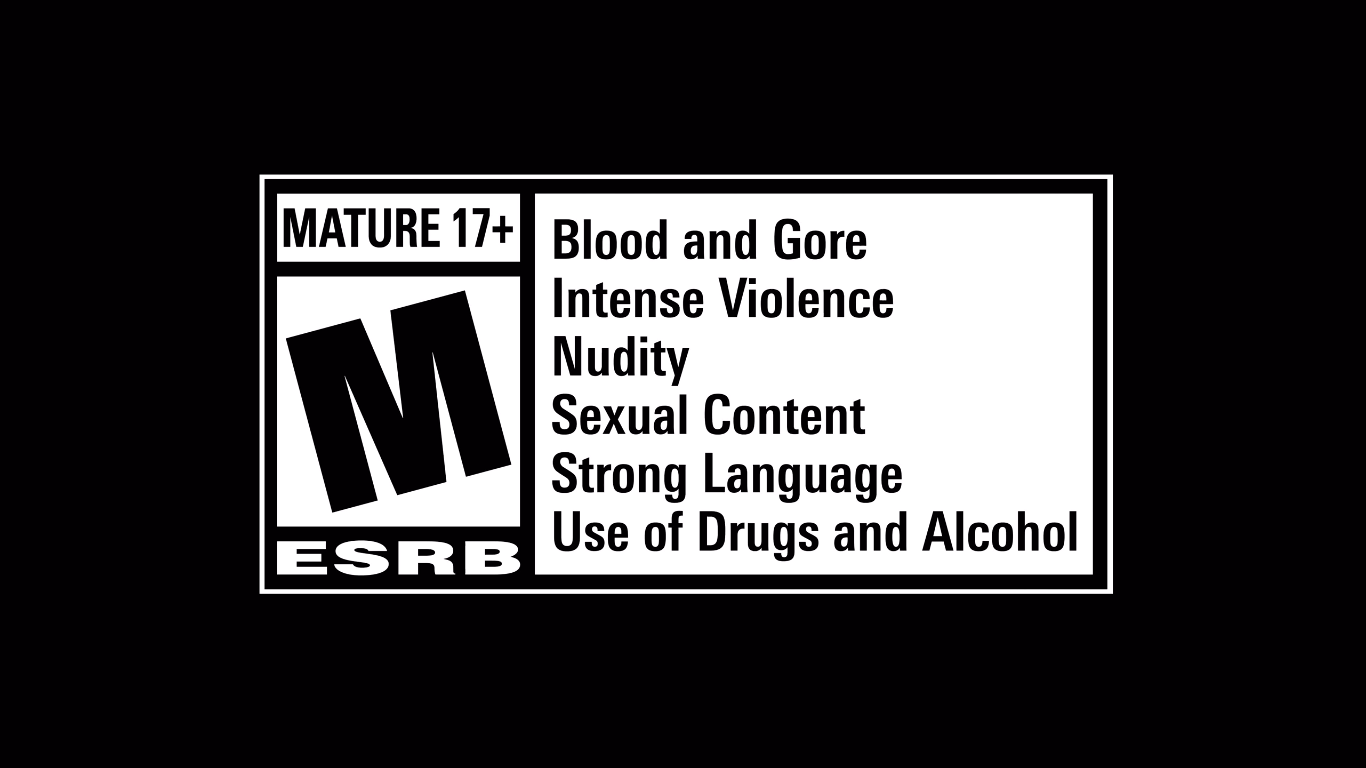 MATURE 17+
M
ESRB
Blood and Gore
Intense Violence
Nudity
Sexual Content
Strong Language
Use of Drugs and Alcohol